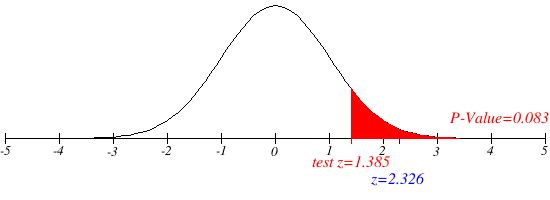 P-Value=0.083
-5 -4 -3 -2 -1 0 1 2 3 4 5
test z=1.385
z=2.326